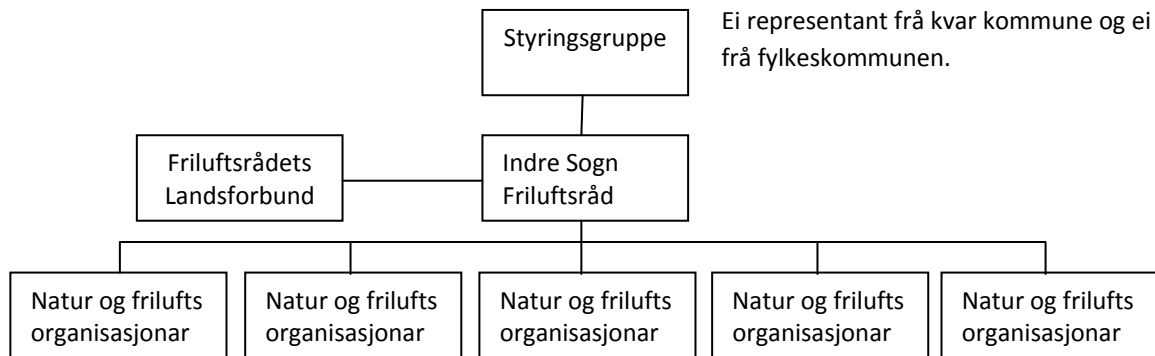 Styringsgruppe
Ei representant frå kvar kommune og ei
frå fylkeskommunen.
Friluftsrådets
Landsforbund
Indre Sogn
Friluftsråd
Natur og frilufts
organisasjonar
Natur og frilufts
organisasjonar
Natur og frilufts
organisasjonar
Natur og frilufts
organisasjonar
Natur og frilufts
organisasjonar